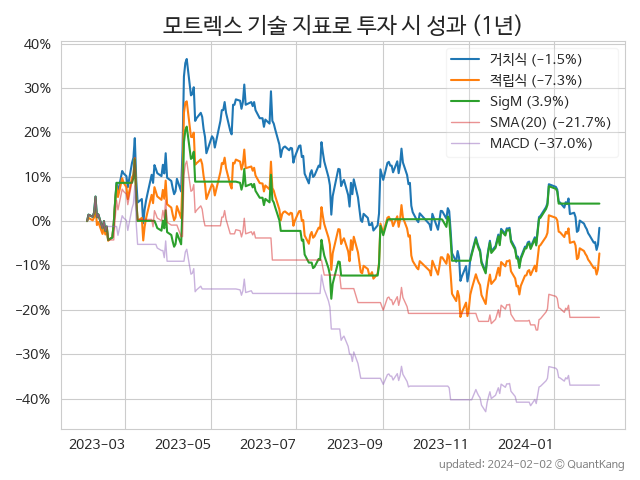 모트렉스 기술 지표로 투자 시 성과 (1년)
거치식 (−1.5%)
적립식 (−7.3%)
SigM (3.9%)
SMA(20) (−21.7%)
MACD (−37.0%)
40%
30%
20%
10%
0%
−10%
−20%
−30%
−40%
2023-03 2023-05 2023-07 2023-09 2023-11 2024-01
updated: 2024-02-02 © QuantKang